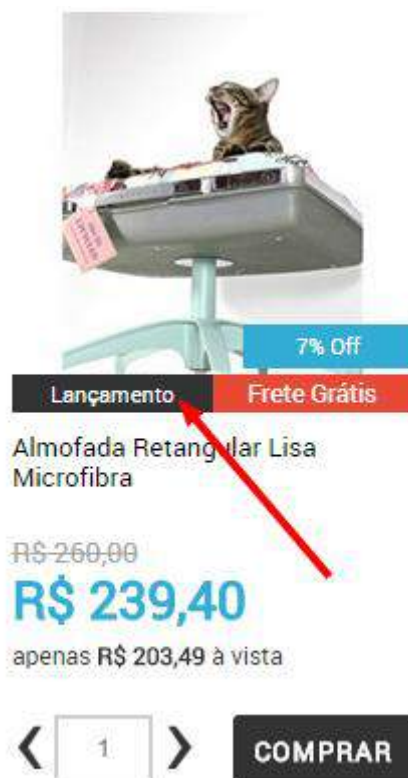 7% Off
Lançamento
Frete Grátis
Almofada Retangular Lisa
Microfibra
R$ 260,00
R$ 239,40
apenas R$ 203,49 à vista
1
COMPRAR